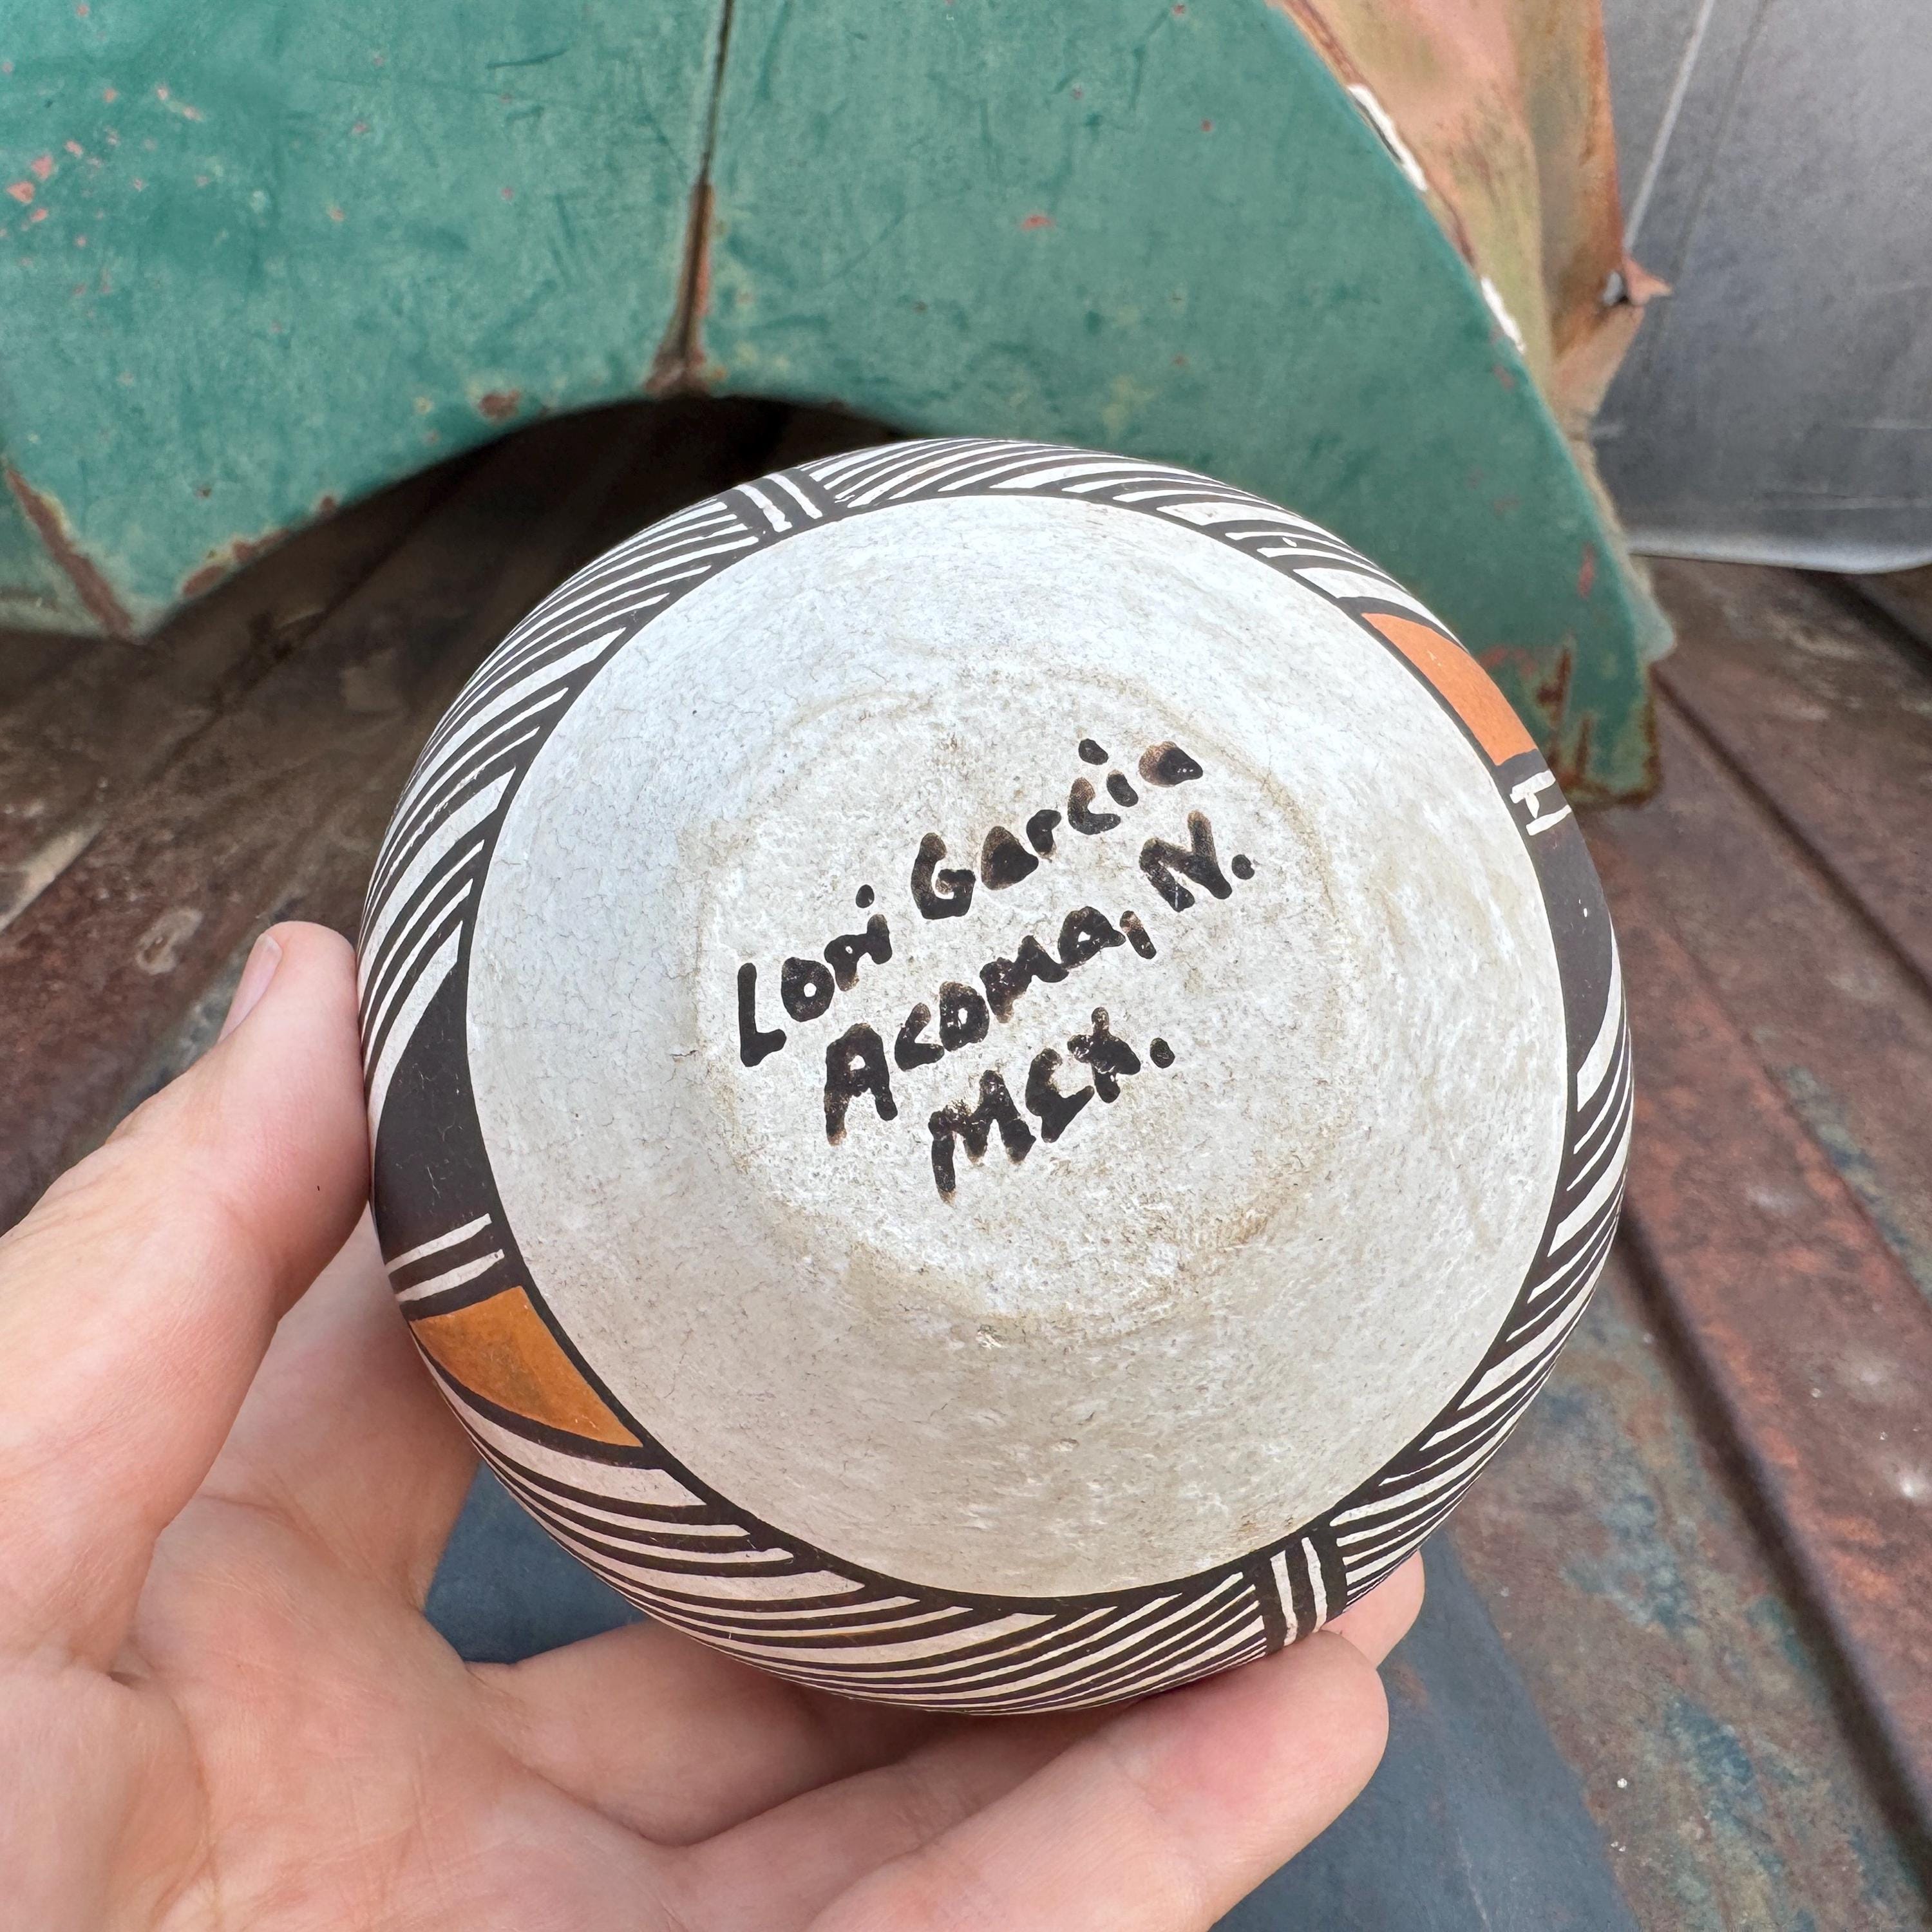 Lori Garcia
Acoma, N.
Mex.